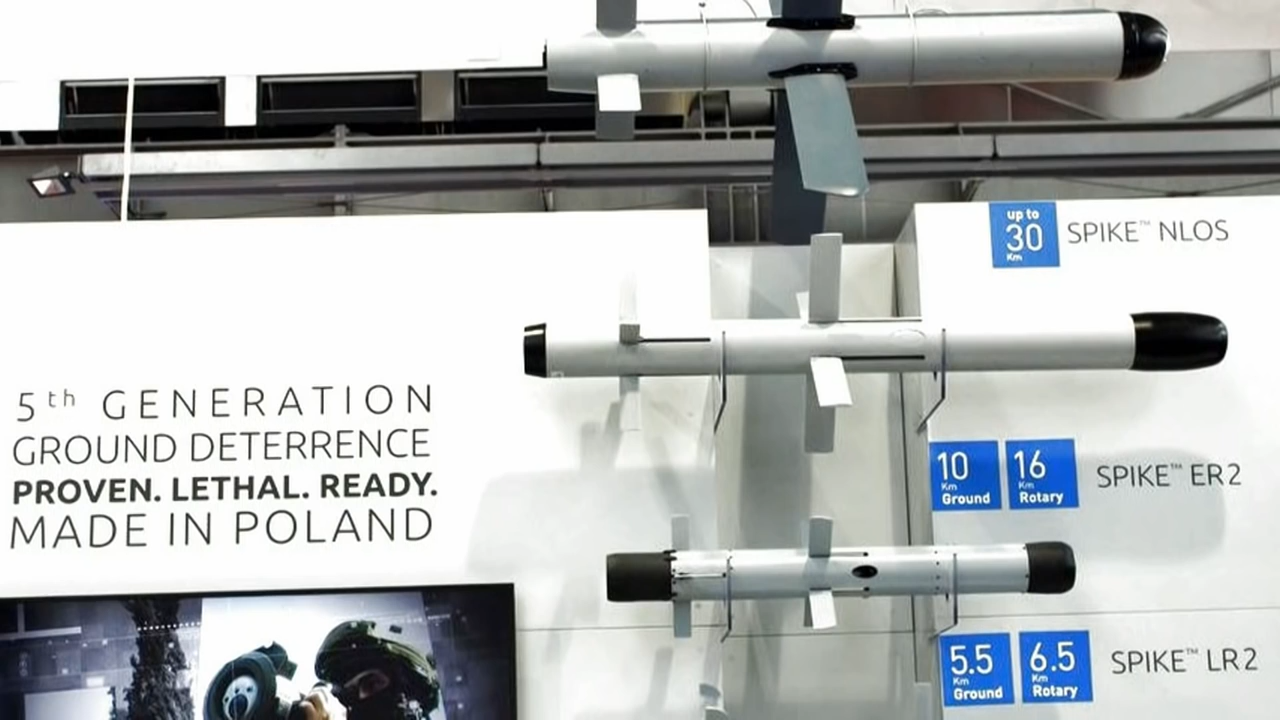 5th GENERATION
GROUND DETERRENCE
PROVEN. LETHAL. READY.
MADE IN POLAND
up to
30
Km
SPIKE™ NLOS
10
Km
Ground
16
Km
Rotary
SPIKE™ ER2
5.5
Km
Ground
6.5
Km
Rotary
SPIKE™ LR2